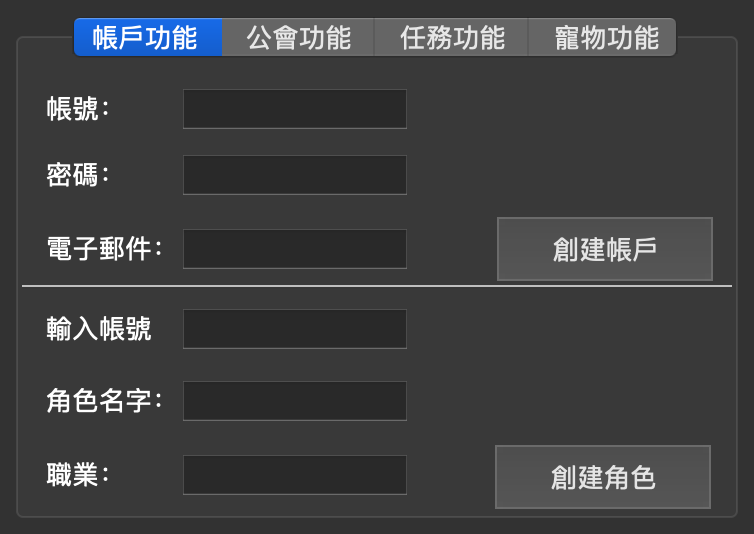 帳戶功能 公會功能 任務功能 寵物功能
帳號：
密碼：
電子郵件： 創建帳戶
輸入帳號
角色名字：
職業： 創建角色